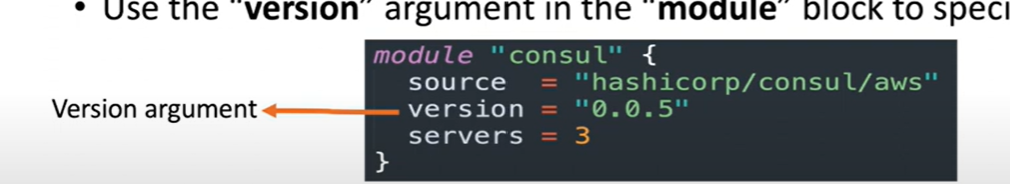 • Use the "version" argument in the "module" block to speci
module "consul" {
source = "hashicorp/consul/aws"
Version argument
version = "0.0.5"
servers = 3
}